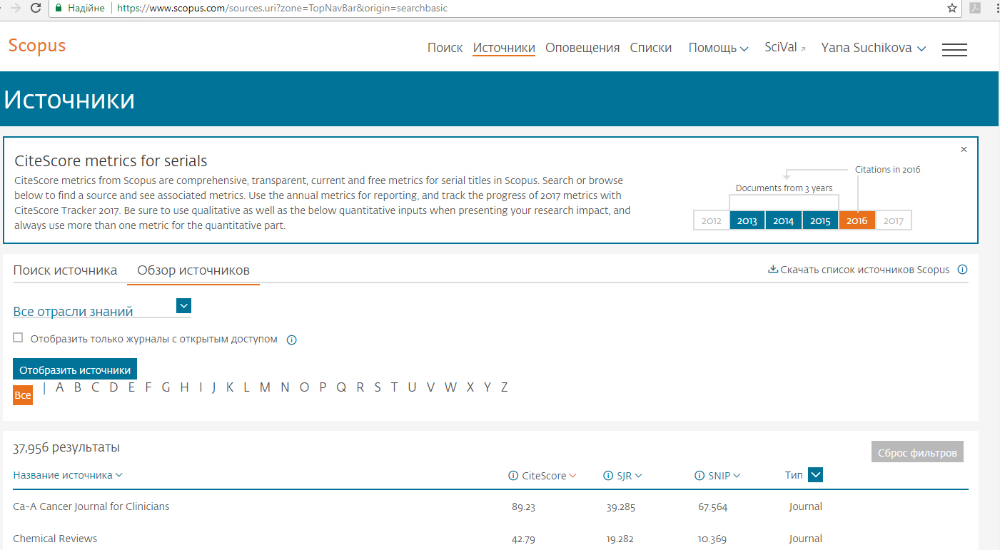 Надійне https://www.scopus.com/sources.uri?zone=TopNavBar&origin=searchbasic
Scopus Поиск Источники Оповещения Списки Помощь SciVal Yana Suchikova
Источники
CiteScore metrics for serials
CiteScore metrics from Scopus are comprehensive, transparent, current and free metrics for serial titles in Scopus. Search or browse
below to find a source and see associated metrics. Use the annual metrics for reporting, and track the progress of 2017 metrics with
CiteScore Tracker 2017. Be sure to use qualitative as well as the below quantitative inputs when presenting your research impact, and
always use more than one metric for the quantitative part.
Citations in 2016
Documents from 3 years
2012 2013 2014 2015 2016 2017
Поиск источника Обзор источников Скачать список источников Scopus
Все отрасли знаний
Отобразить только журналы с открытым доступом
Отобразить источники
Все | A B C D E F G H I J K L M N O P Q R S T U V W X Y Z
37,956 результаты
Сброс фильтров
Название источника CiteScore SJR SNIP Тип
Ca-A Cancer Journal for Clinicians 89.23 39.285 67.564 Journal
Chemical Reviews 42.79 19.282 10.369 Journal